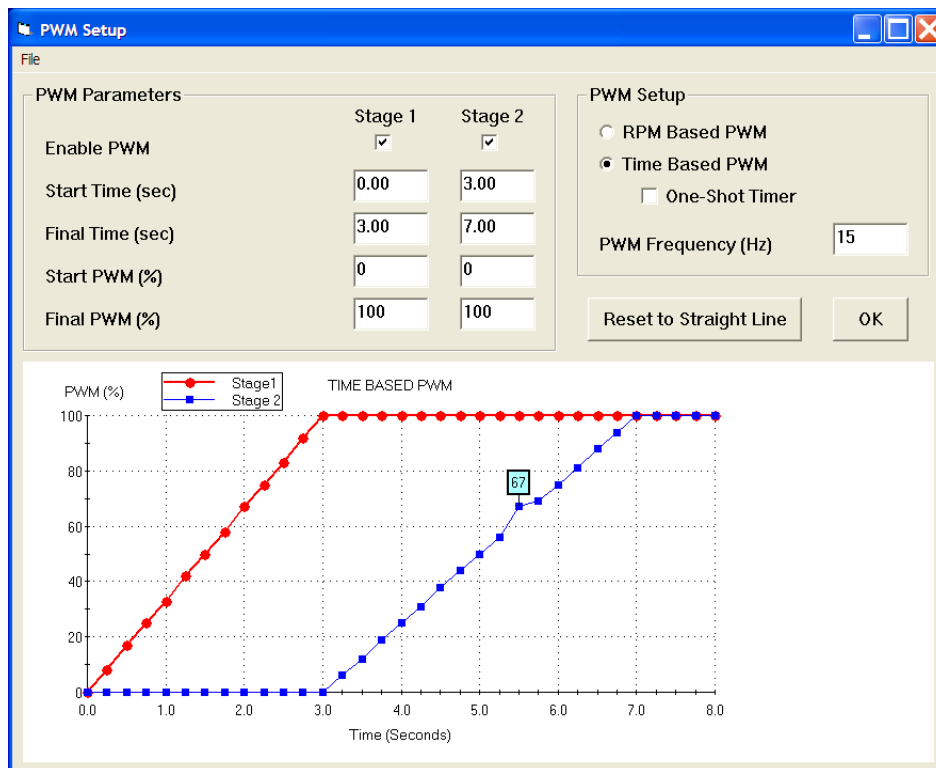 PWM Setup
File
PWM Parameters
Stage 1 Stage 2
Enable PWM
Start Time (sec) 0.00 3.00
Final Time (sec) 3.00 7.00
Start PWM (%) 0 0
Final PWM (%) 100 100
PWM Setup
RPM Based PWM
Time Based PWM
One-Shot Timer
PWM Frequency (Hz) 15
Reset to Straight Line OK
PWM (%) Stage1 TIME BASED PWM
Stage 2
100
80
67
60
40
20
0
0.0 1.0 2.0 3.0 4.0 5.0 6.0 7.0 8.0
Time (Seconds)